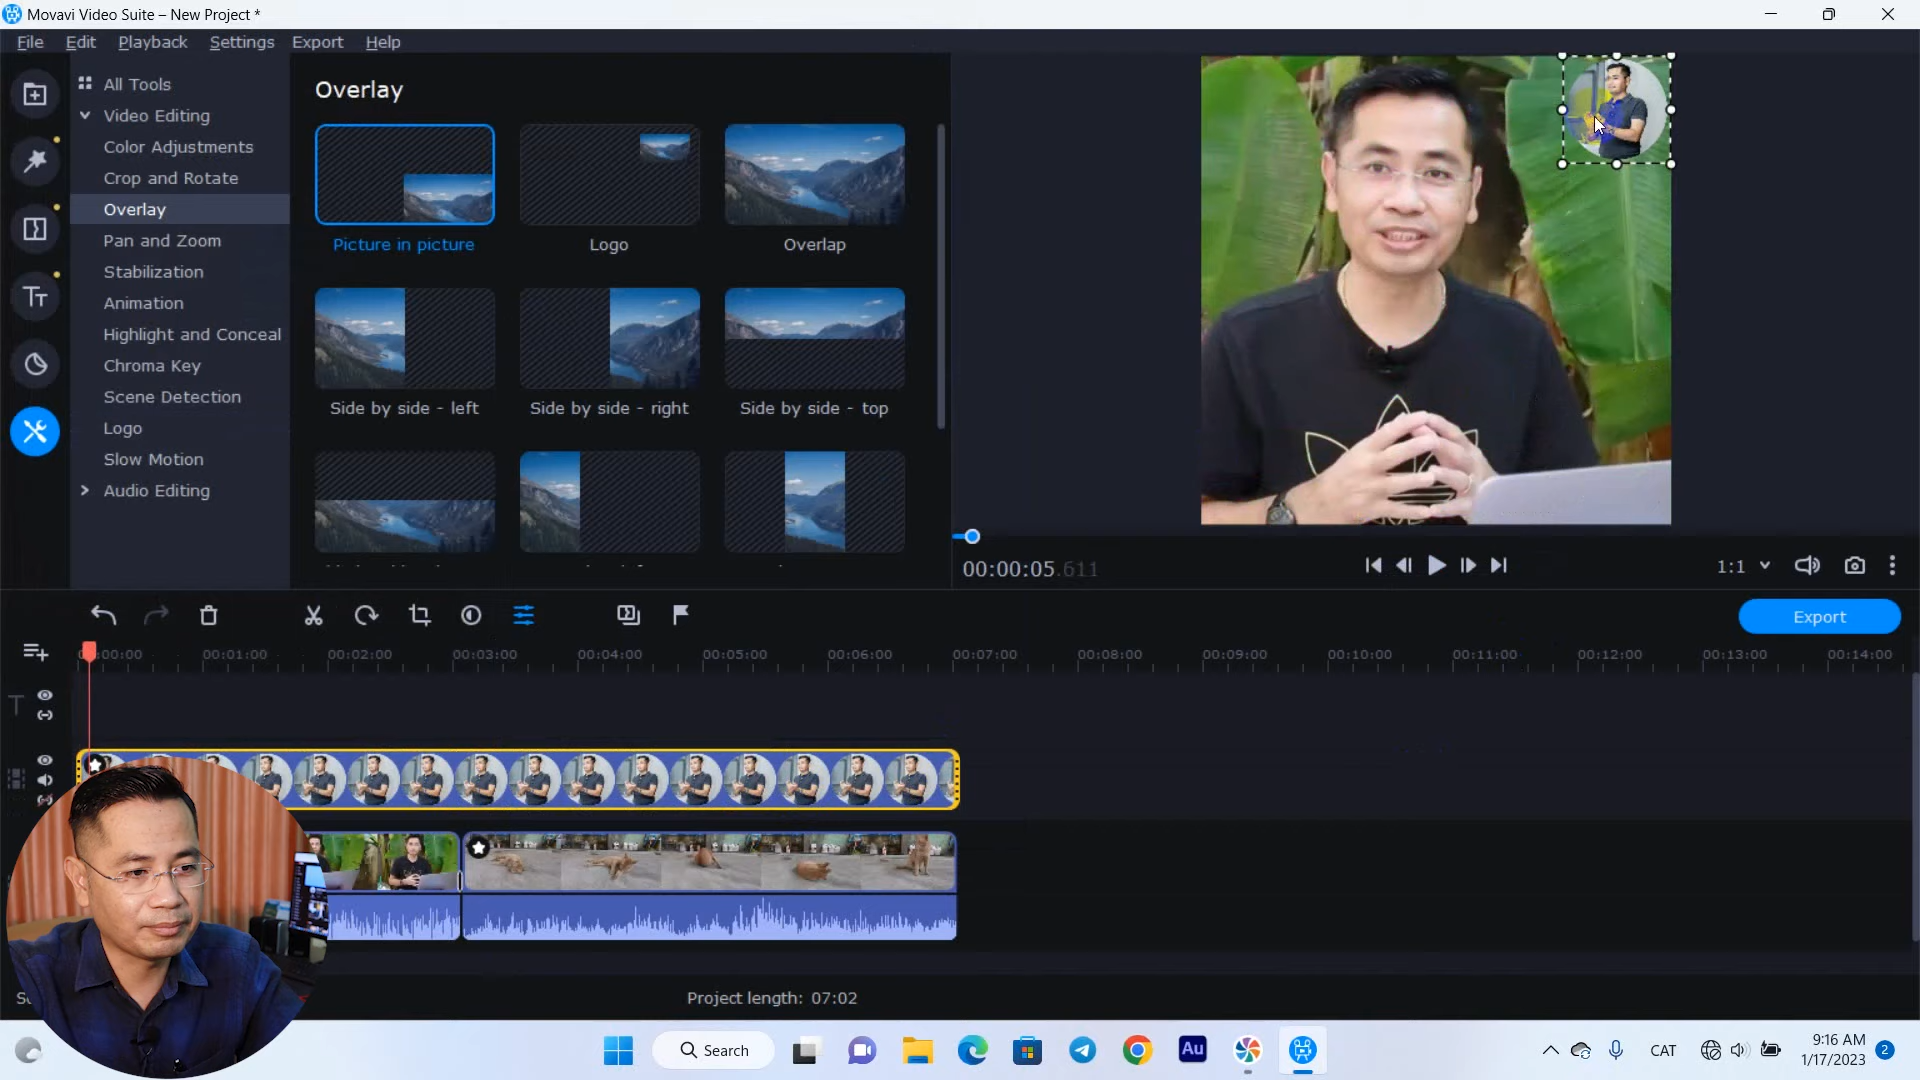 Movavi Video Suite – New Project *
File Edit Playback Settings Export Help
All Tools
Video Editing
Color Adjustments
Crop and Rotate
Overlay
Pan and Zoom
Stabilization
Animation
Highlight and Conceal
Chroma Key
Scene Detection
Logo
Slow Motion
Audio Editing
Overlay
Picture in picture Logo Overlap
Side by side - left Side by side - right Side by side - top
00:00:05.611
1:1
Export
00:01:00 00:02:00 00:03:00 00:04:00 00:05:00 00:06:00 00:07:00 00:08:00 00:09:00 00:10:00 00:11:00 00:12:00 00:13:00 00:14:00
Project length: 07:02
Search
Au
CAT
9:16 AM
1/17/2023
2